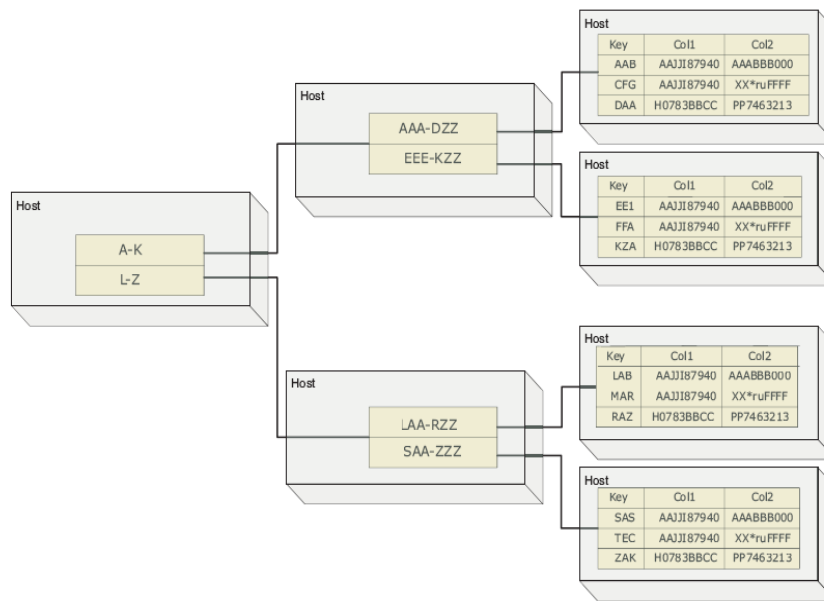 Host
A-K
L-Z
Host
AAA-DZZ
EEE-KZZ
Host
LAA-RZZ
SAA-ZZZ
Host
Key Col1 Col2
AAB AAJJI87940 AAABBB000
CFG AAJJI87940 XX*ruFFFF
DAA H0783BBCC PP7463213
Host
Key Col1 Col2
EE1 AAJJI87940 AAABBB000
FFA AAJJI87940 XX*ruFFFF
KZA H0783BBCC PP7463213
Host
Key Col1 Col2
LAB AAJJI87940 AAABBB000
MAR AAJJI87940 XX*ruFFFF
RAZ H0783BBCC PP7463213
Host
Key Col1 Col2
SAS AAJJI87940 AAABBB000
TEC AAJJI87940 XX*ruFFFF
ZAK H0783BBCC PP7463213